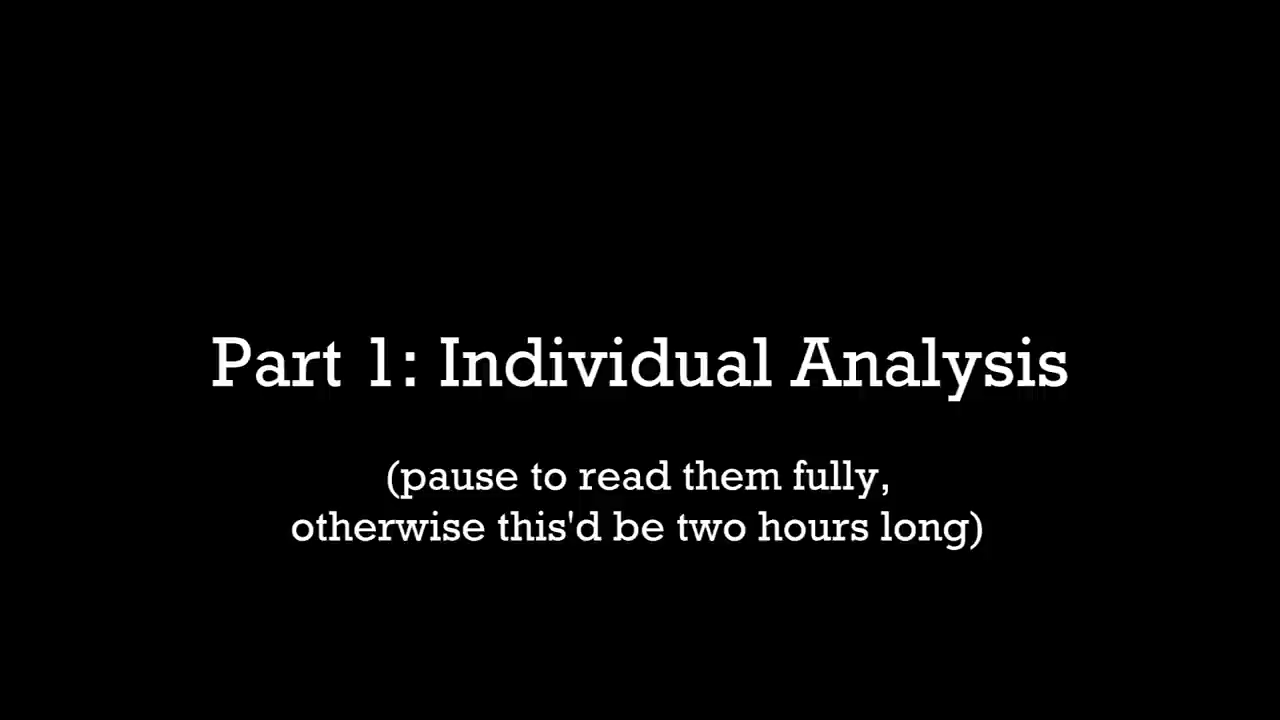 Part 1: Individual Analysis
(pause to read them fully,
otherwise this'd be two hours long)